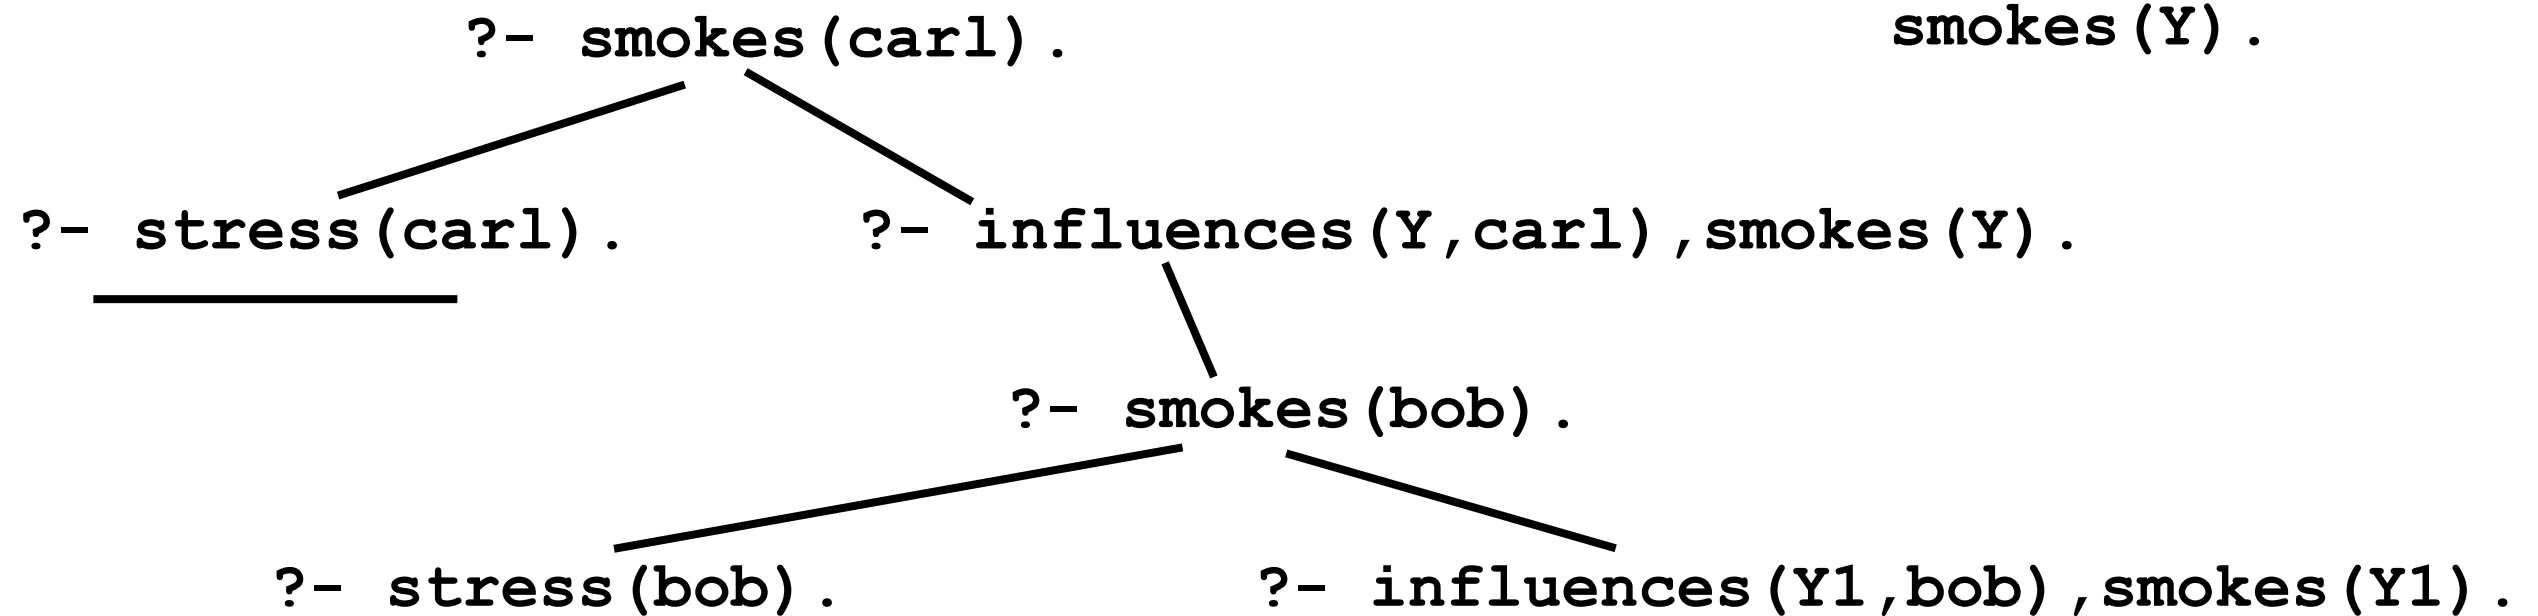 ?- smokes(carl).
smokes(Y).
?- stress(carl).
?- influences(Y,carl),smokes(Y).
?- smokes(bob).
?- stress(bob).
?- influences(Y1,bob),smokes(Y1).